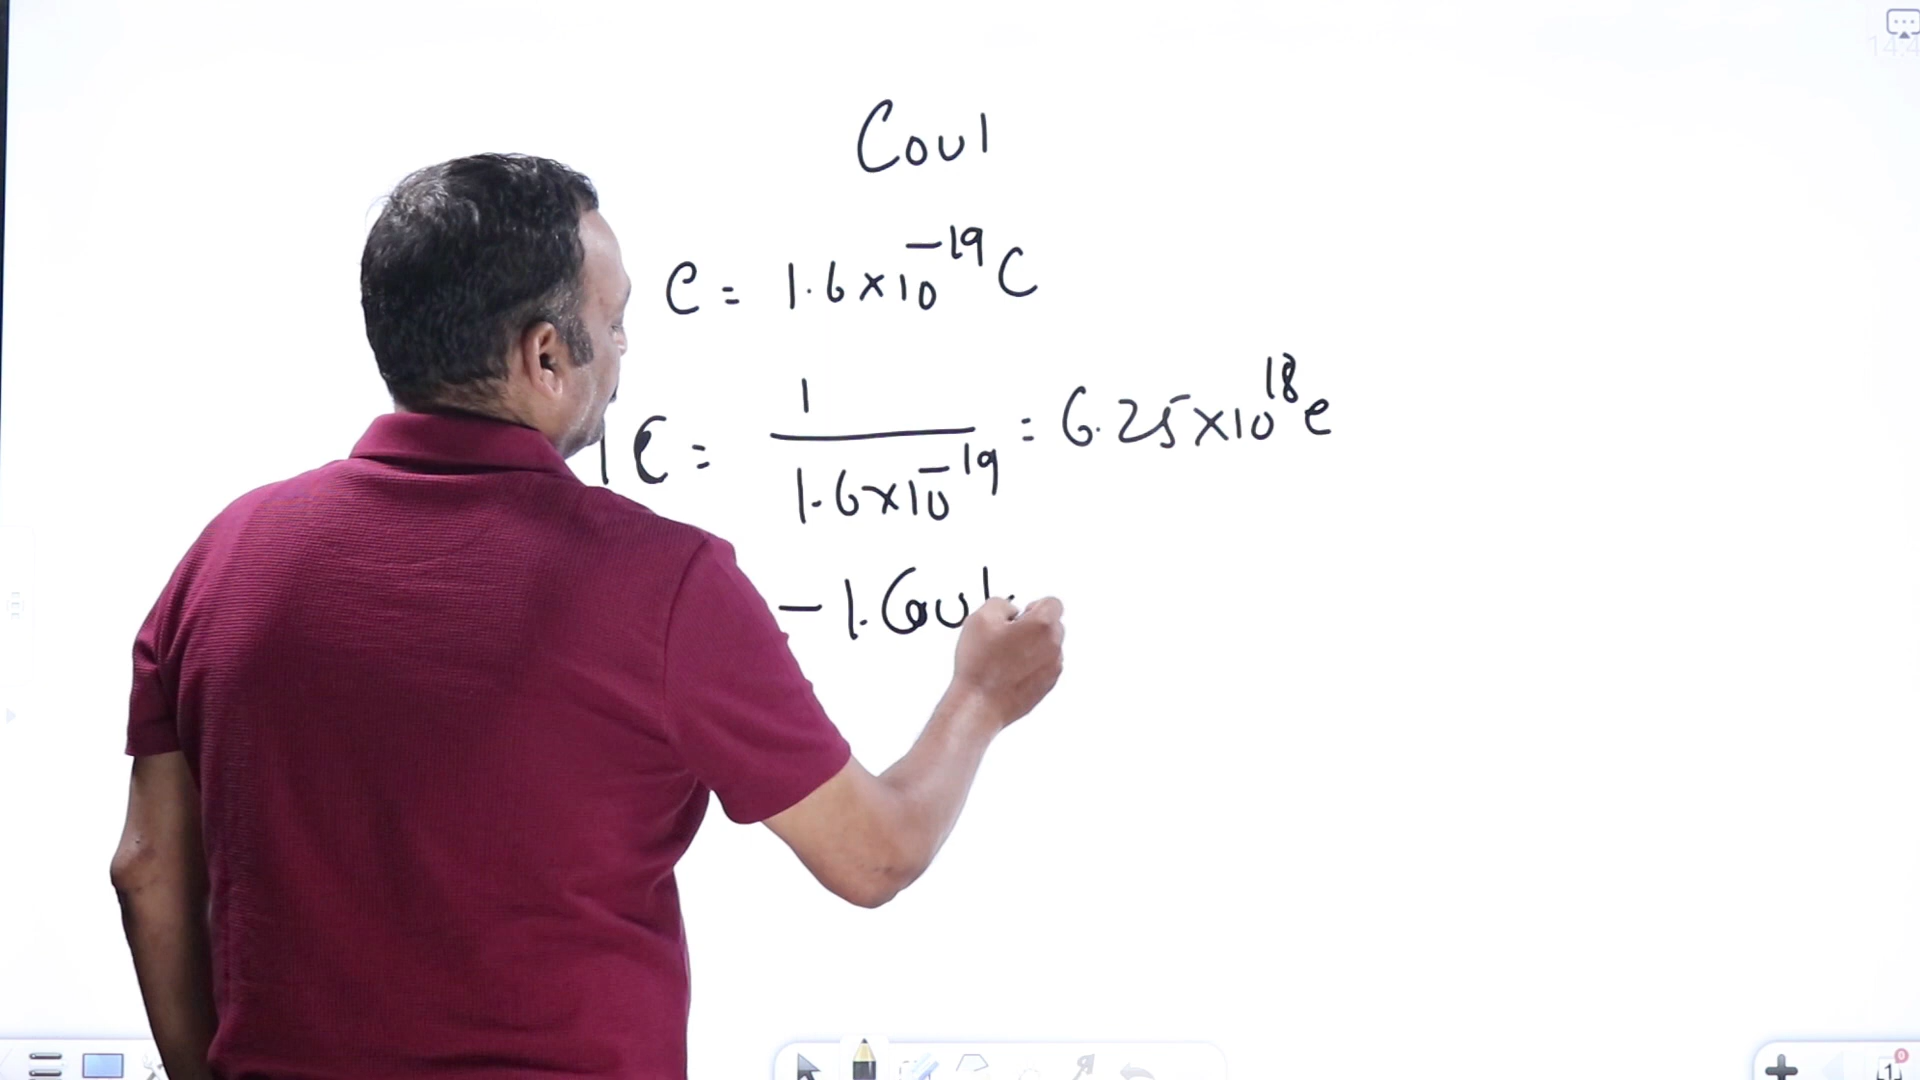 Coul
e = 1.6×10⁻¹⁹ C
1 C = 1 / 1.6×10⁻¹⁹ = 6.25×10¹⁸ e
− 1. Coul